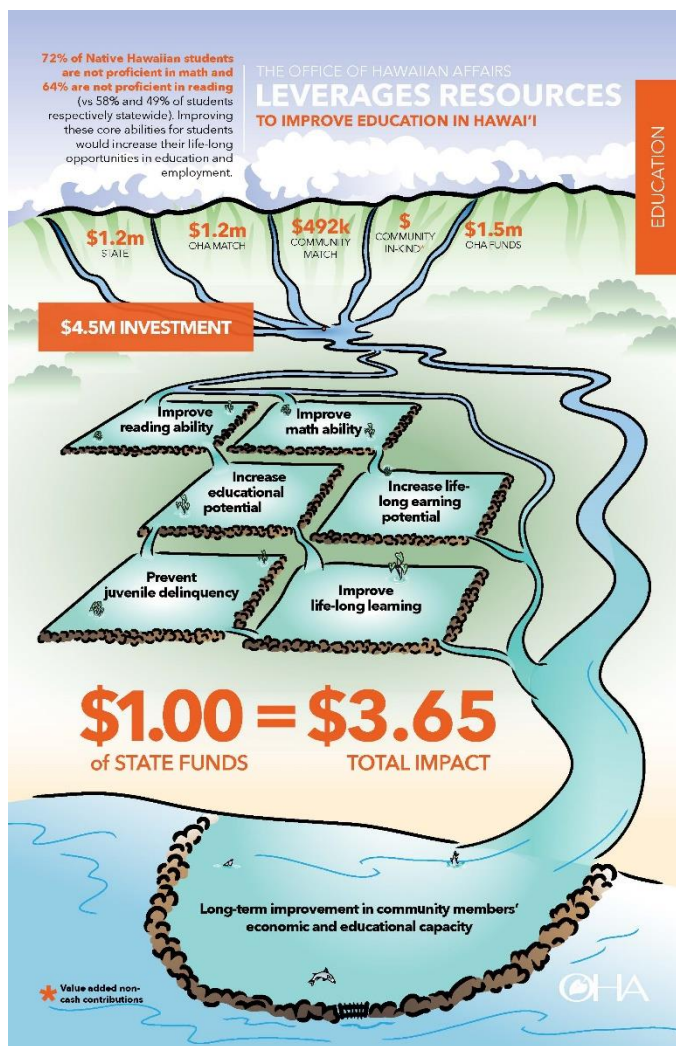 72% of Native Hawaiian students
are not proficient in math and
64% are not proficient in reading
(vs 58% and 49% of students
respectively statewide). Improving
these core abilities for students
would increase their life-long
opportunities in education and
employment.
THE OFFICE OF HAWAIIAN AFFAIRS
LEVERAGES RESOURCES
TO IMPROVE EDUCATION IN HAWAI'I
EDUCATION
$1.2m
STATE
$1.2m
OHA MATCH
$492k
COMMUNITY
MATCH
$
COMMUNITY
IN-KIND*
$1.5m
OHA FUNDS
$4.5M INVESTMENT
Improve
reading ability
Improve
math ability
Increase
educational
potential
Increase life-
long earning
potential
Prevent
juvenile delinquency
Improve
life-long learning
$1.00 = $3.65
of STATE FUNDS TOTAL IMPACT
Long-term improvement in community members'
economic and educational capacity
* Value added non-
cash contributions
OHA